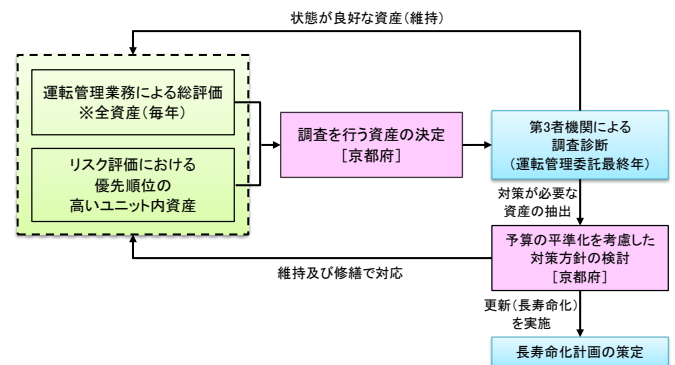 状態が良好な資産(維持)
運転管理業務による総評価
※全資産(毎年)
リスク評価における
優先順位の
高いユニット内資産
調査を行う資産の決定
[京都府]
第3者機関による
調査診断
(運転管理委託最終年)
対策が必要な
資産の抽出
予算の平準化を考慮した
対策方針の検討
[京都府]
維持及び修繕で対応
更新(長寿命化)
を実施
長寿命化計画の策定